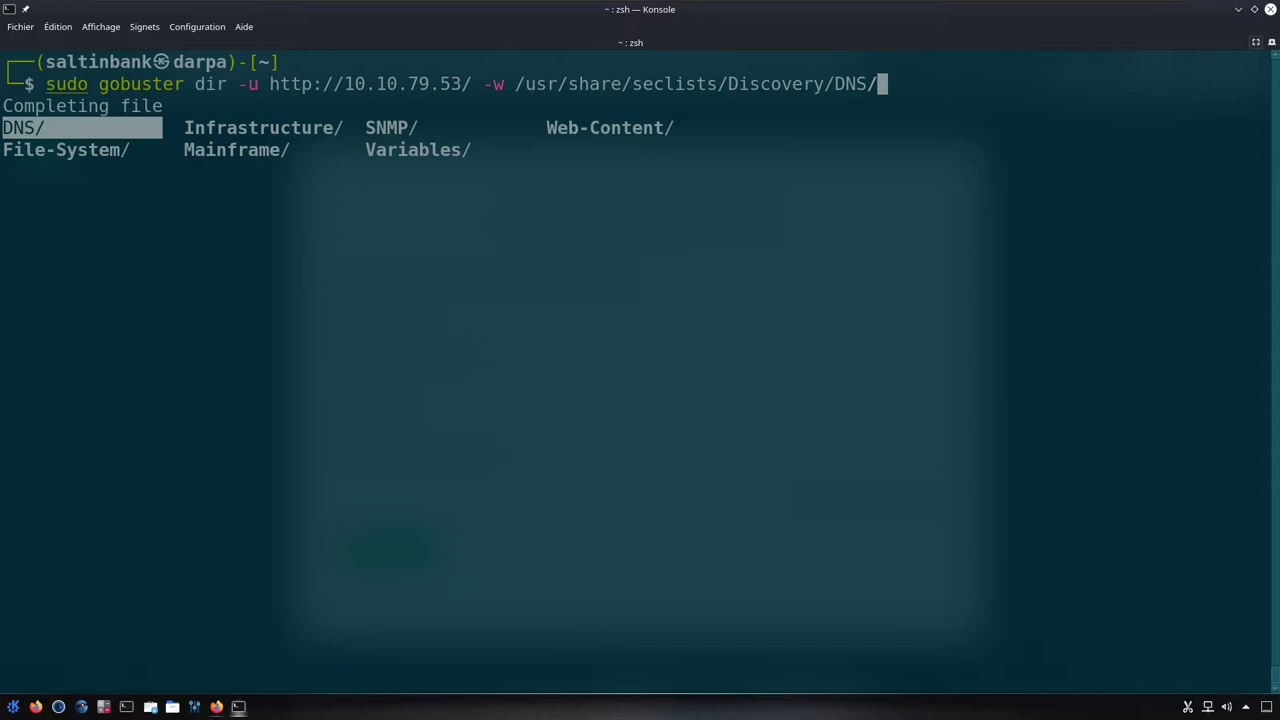 ~ : zsh — Konsole
Fichier Édition Affichage Signets Configuration Aide
~ : zsh
┌──(saltinbank㉿darpa)-[~]
└─$ sudo gobuster dir -u http://10.10.79.53/ -w /usr/share/seclists/Discovery/DNS/
Completing file
DNS/ Infrastructure/ SNMP/ Web-Content/
File-System/ Mainframe/ Variables/